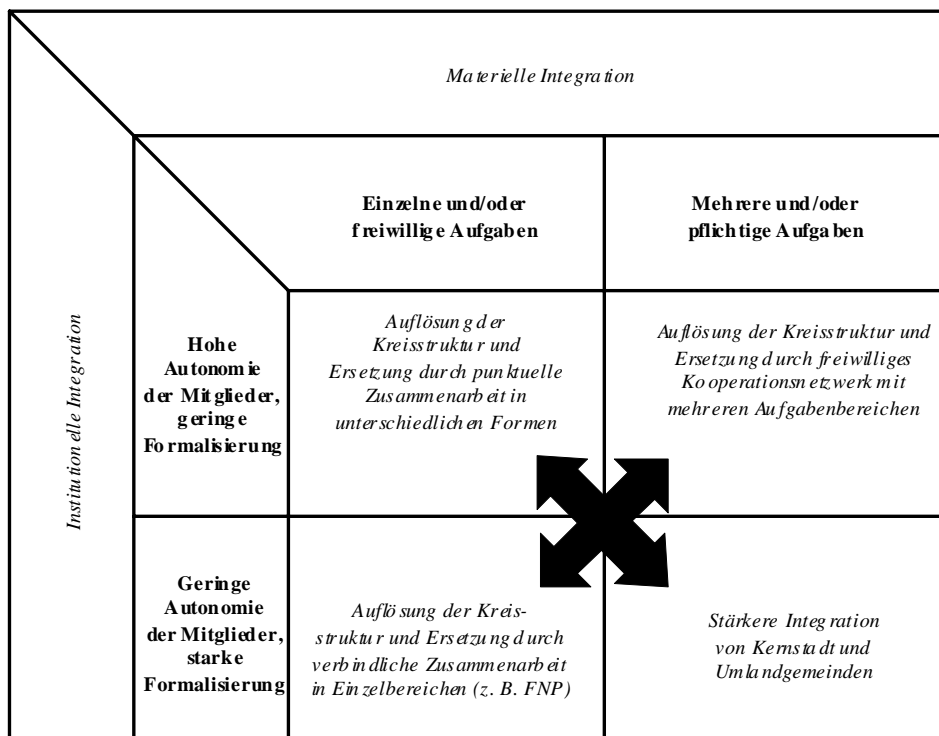 Materielle Integration
Einzelne und/oder
freiwillige Aufgaben
Mehrere und/oder
pflichtige Aufgaben
Institutionelle Integration
Hohe
Autonomie
der Mitglieder,
geringe
Formalisierung
Auflösung der
Kreisstruktur und
Ersetzung durch punktuelle
Zusammenarbeit in
unterschiedlichen Formen
Auflösung der Kreisstruktur und
Ersetzung durch freiwilliges
Kooperationsnetzwerk mit
mehreren Aufgabenbereichen
Geringe
Autonomie
der Mitglieder,
starke
Formalisierung
Auflösung der Kreis-
struktur und Ersetzung durch
verbindliche Zusammenarbeit
in Einzelbereichen (z. B. FNP)
Stärkere Integration
von Kernstadt und
Umlandgemeinden